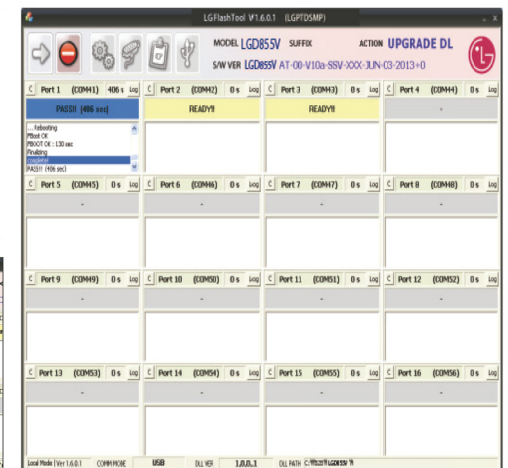 LGFlashTool V1.6.0.1 (LGPTDSMP)
MODEL LGD855V SUFFIX ACTION UPGRADE DL
S/W VER LGD855V AT-00-V10a-SSV-XXX-JUN-03-2013+0
C Port 1 (COM41) 406 s Log C Port 2 (COM42) 0 s Log C Port 3 (COM43) 0 s Log C Port 4 (COM44) 0 s Log
PASS!! (406 sec) READY!! READY!! -
... rebooting
PBoot OK
PBOOT OK : 130 sec
Finalizing
complete!
PASS!! (406 sec)
C Port 5 (COM45) 0 s Log C Port 6 (COM46) 0 s Log C Port 7 (COM47) 0 s Log C Port 8 (COM48) 0 s Log
- - - -
C Port 9 (COM49) 0 s Log C Port 10 (COM50) 0 s Log C Port 11 (COM51) 0 s Log C Port 12 (COM52) 0 s Log
- - - -
C Port 13 (COM53) 0 s Log C Port 14 (COM54) 0 s Log C Port 15 (COM55) 0 s Log C Port 16 (COM56) 0 s Log
- - - -
Local Mode | Ver 1.6.0.1 COMM MODE USB DLL VER 1.0.0.1 DLL PATH